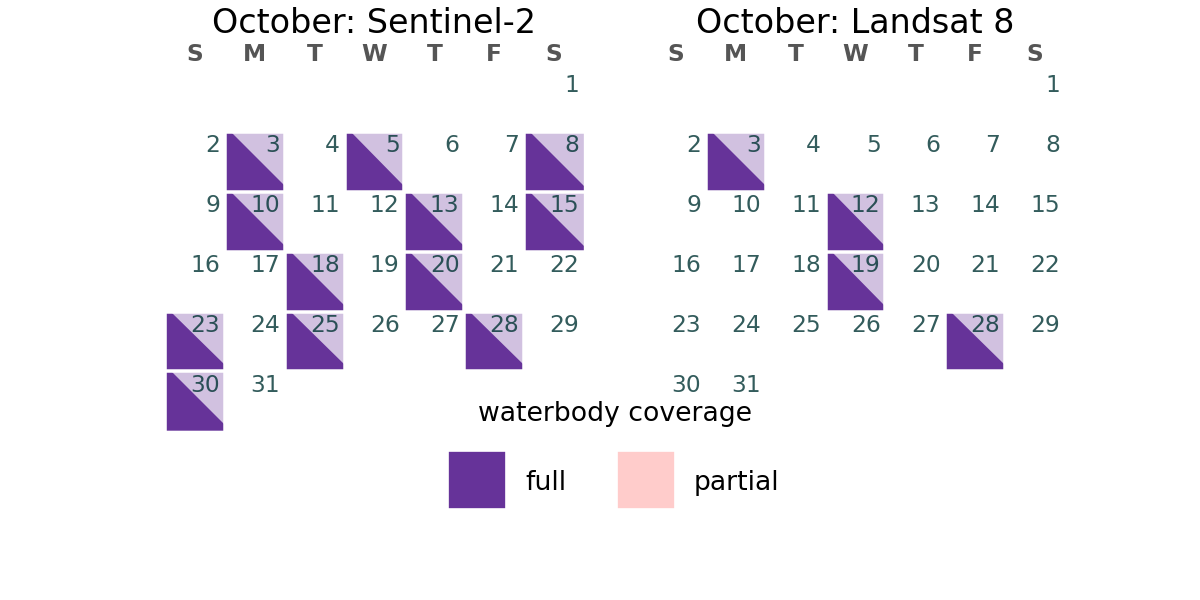 October: Sentinel-2
S M T W T F S
1
2 3 4 5 6 7 8
9 10 11 12 13 14 15
16 17 18 19 20 21 22
23 24 25 26 27 28 29
30 31
October: Landsat 8
S M T W T F S
1
2 3 4 5 6 7 8
9 10 11 12 13 14 15
16 17 18 19 20 21 22
23 24 25 26 27 28 29
30 31
waterbody coverage
full partial